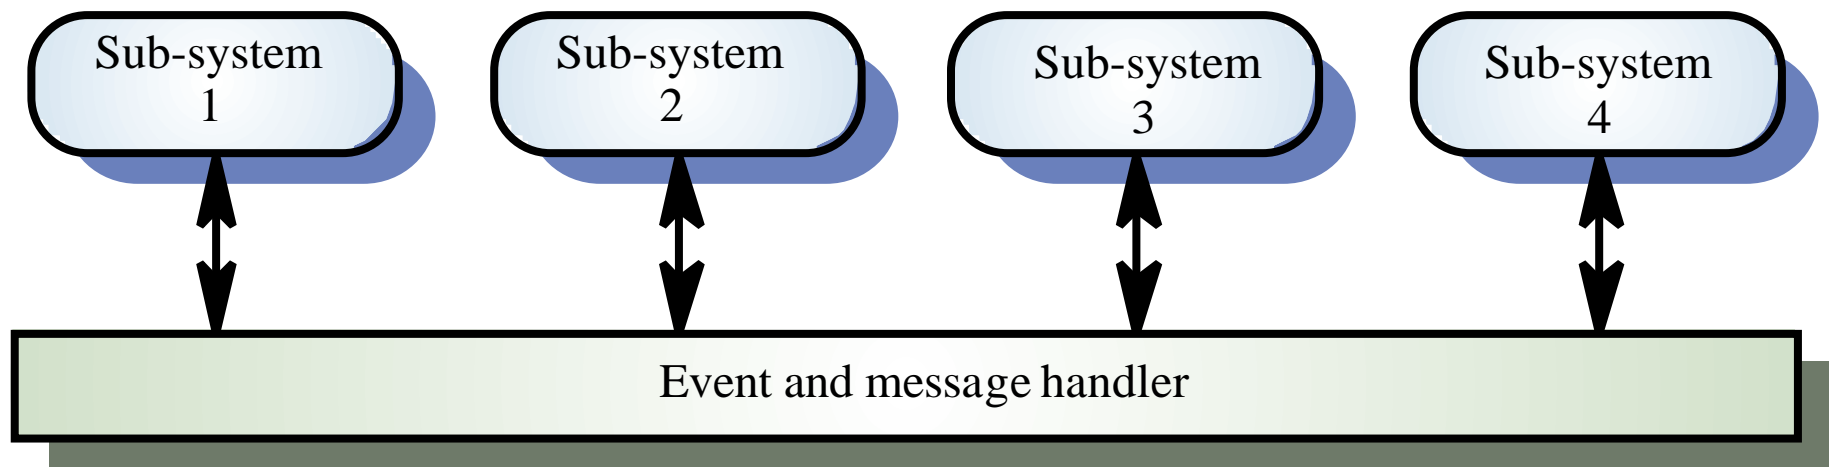 Sub-system
1
Sub-system
2
Sub-system
3
Sub-system
4
Event and message handler